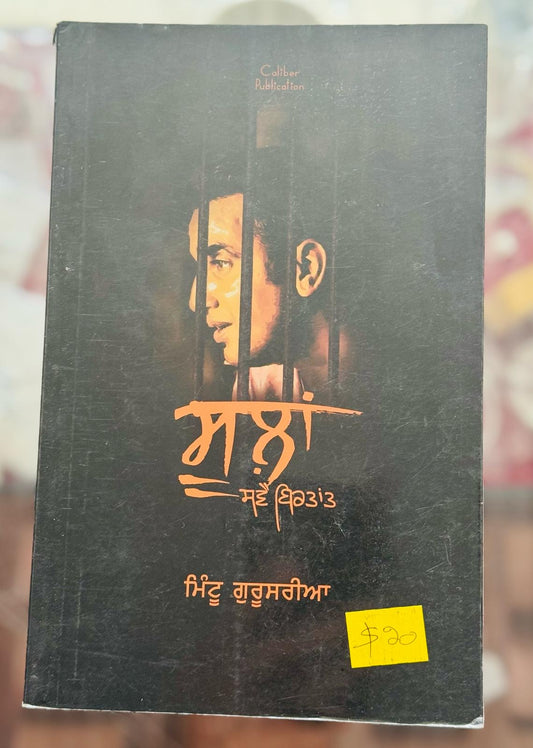 Caliber
Publication
ਸੂਲਾਂ
ਸਵੈ ਬਿਰਤਾਂਤ
ਮਿੰਟੂ ਗੁਰੂਸਰੀਆ
$20